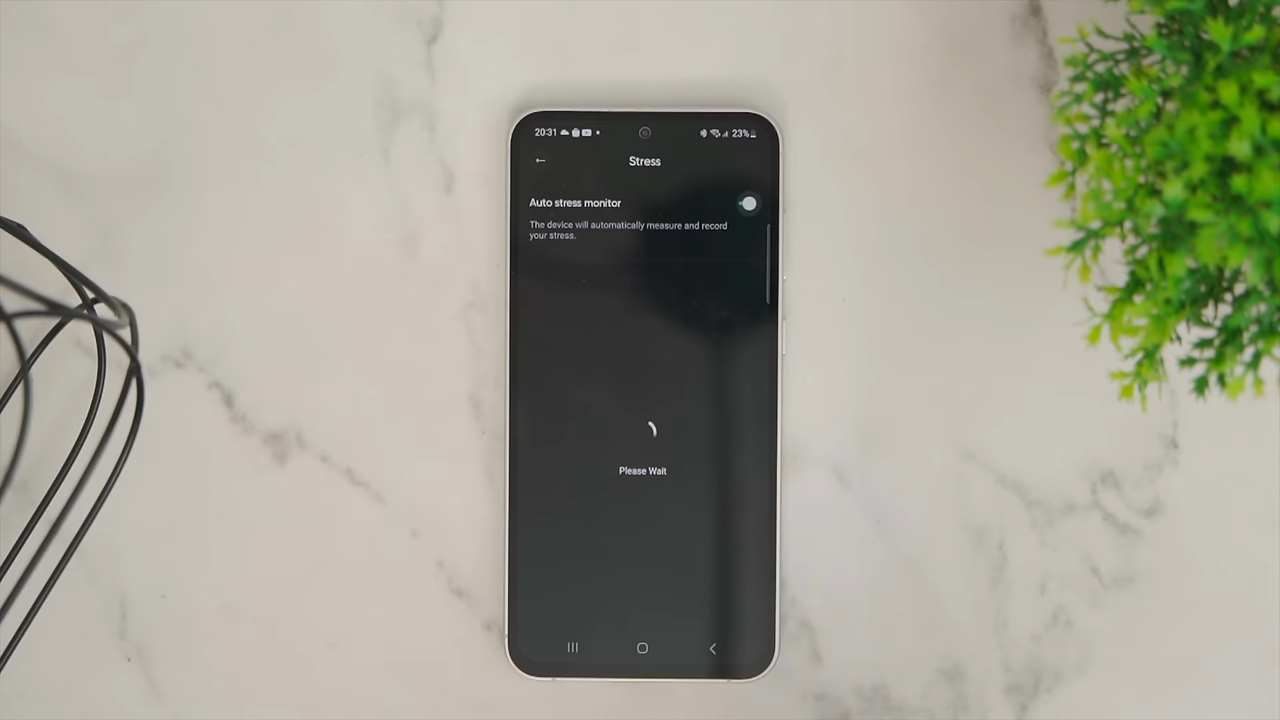 20:31
23%
Stress
Auto stress monitor
The device will automatically measure and record
your stress.
Please Wait